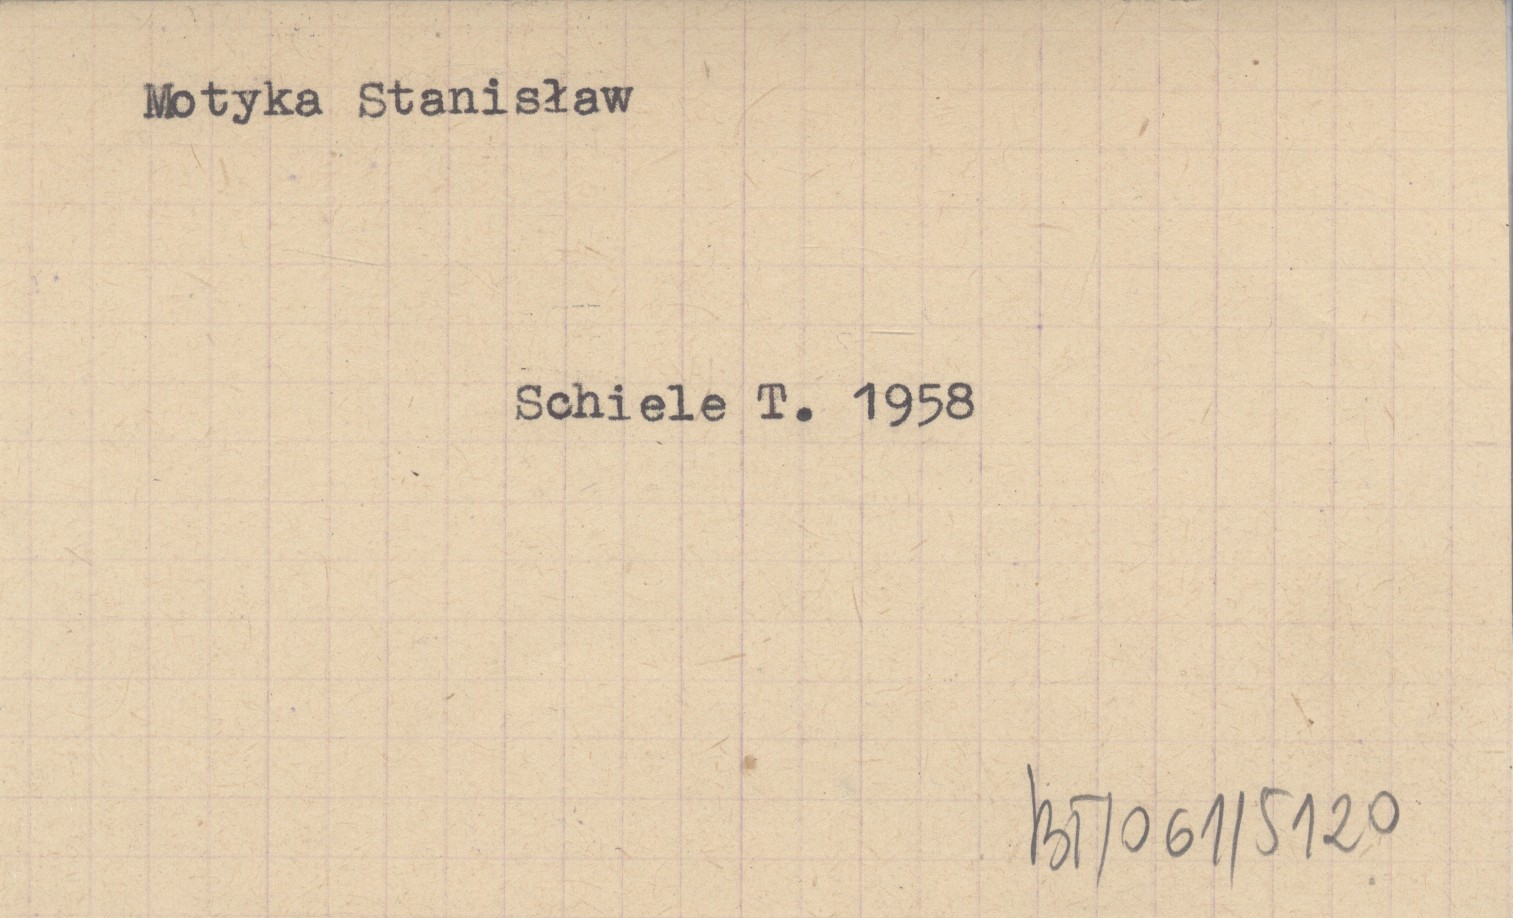 Motyka Stanisław
Schiele T. 1958
BT/061/5120